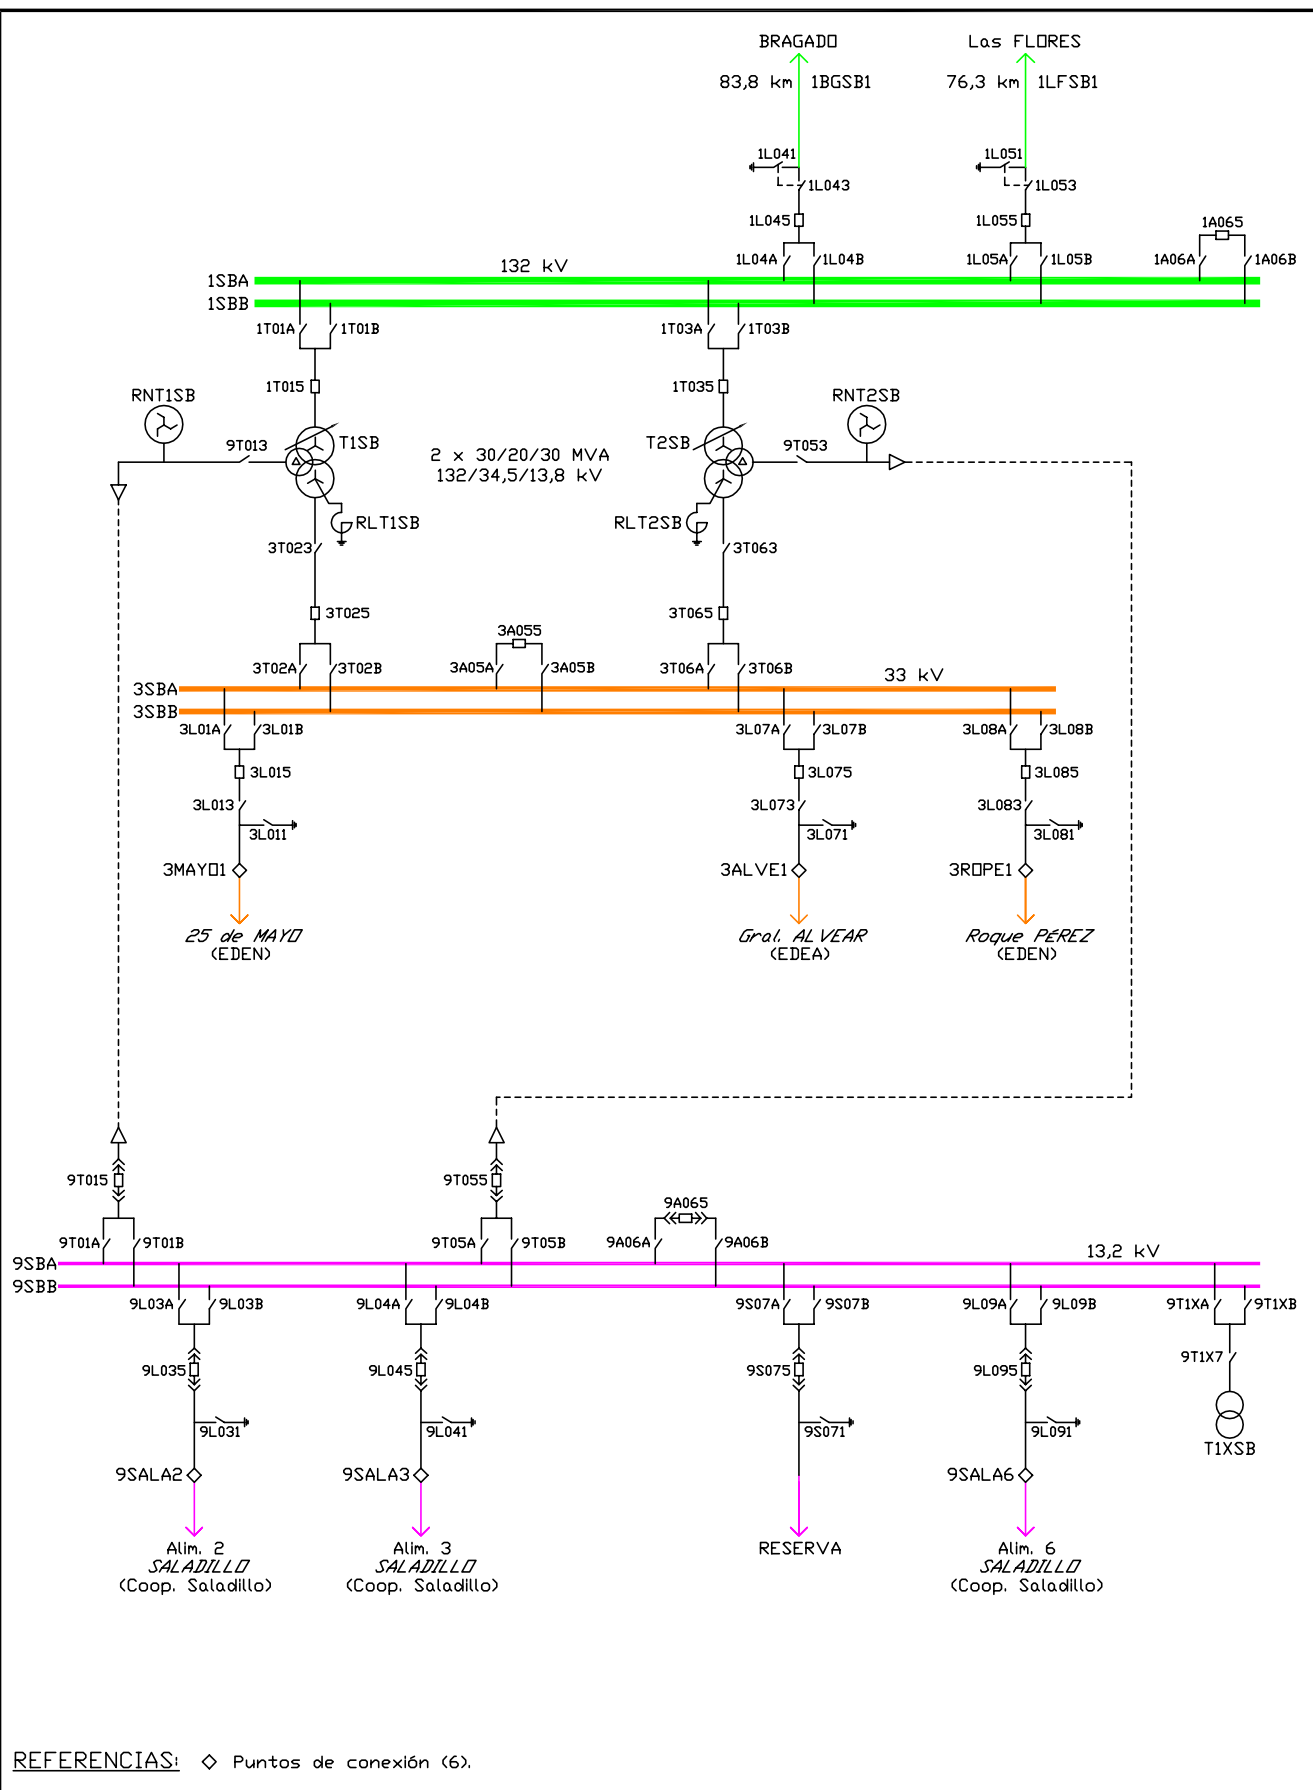 BRAGADO
Las FLORES
83,8 km
1BGSB1
76,3 km
1LFSB1
1L041
1L051
1L043
1L053
1L045
1L055
1A065
1L04A
1L04B
1L05A
1L05B
1A06A
1A06B
132 kV
1SBA
1SBB
1T01A
1T01B
1T03A
1T03B
1T015
1T035
RNT1SB
RNT2SB
9T013
T1SB
T2SB
9T053
2 x 30/20/30 MVA
132/34,5/13,8 kV
RLT1SB
RLT2SB
3T023
3T063
3T025
3T065
3A055
3T02A
3T02B
3A05A
3A05B
3T06A
3T06B
33 kV
3SBA
3SBB
3L01A
3L01B
3L07A
3L07B
3L08A
3L08B
3L015
3L075
3L085
3L013
3L073
3L083
3L011
3L071
3L081
3MAYO1
3ALVE1
3ROPE1
25 de MAYO
(EDEN)
Gral. ALVEAR
(EDEA)
Roque PÉREZ
(EDEN)
9T015
9T055
9A065
9T01A
9T01B
9T05A
9T05B
9A06A
9A06B
13,2 kV
9SBA
9SBB
9L03A
9L03B
9L04A
9L04B
9S07A
9S07B
9L09A
9L09B
9T1XA
9T1XB
9L035
9L045
9S075
9L095
9T1X7
9L031
9L041
9S071
9L091
T1XSB
9SALA2
9SALA3
9SALA6
Alim. 2
SALADILLO
(Coop. Saladillo)
Alim. 3
SALADILLO
(Coop. Saladillo)
RESERVA
Alim. 6
SALADILLO
(Coop. Saladillo)
REFERENCIAS: ◇ Puntos de conexión (6).